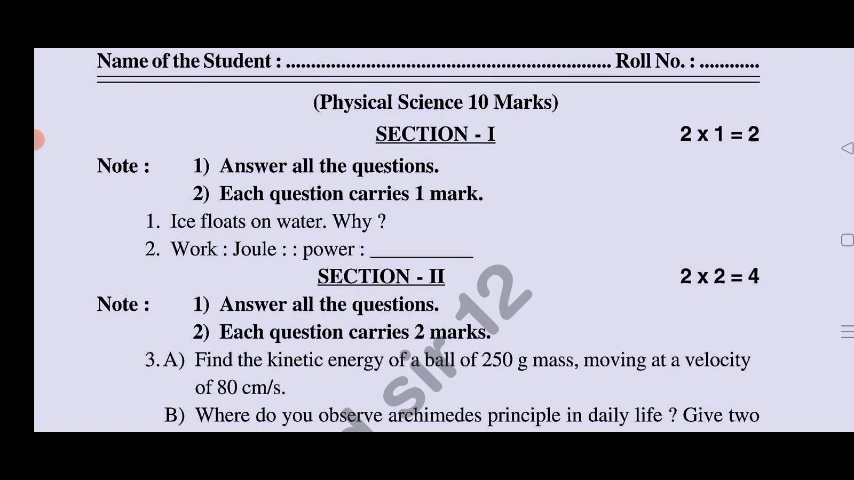 Name of the Student : ................................................................. Roll No. : ............
(Physical Science 10 Marks)
SECTION - I 2 x 1 = 2
Note : 1) Answer all the questions.
2) Each question carries 1 mark.
1. Ice floats on water. Why ?
2. Work : Joule : : power : ___________
SECTION - II 2 x 2 = 4
Note : 1) Answer all the questions.
2) Each question carries 2 marks.
3. A) Find the kinetic energy of a ball of 250 g mass, moving at a velocity
of 80 cm/s.
B) Where do you observe archimedes principle in daily life ? Give two
sir 12